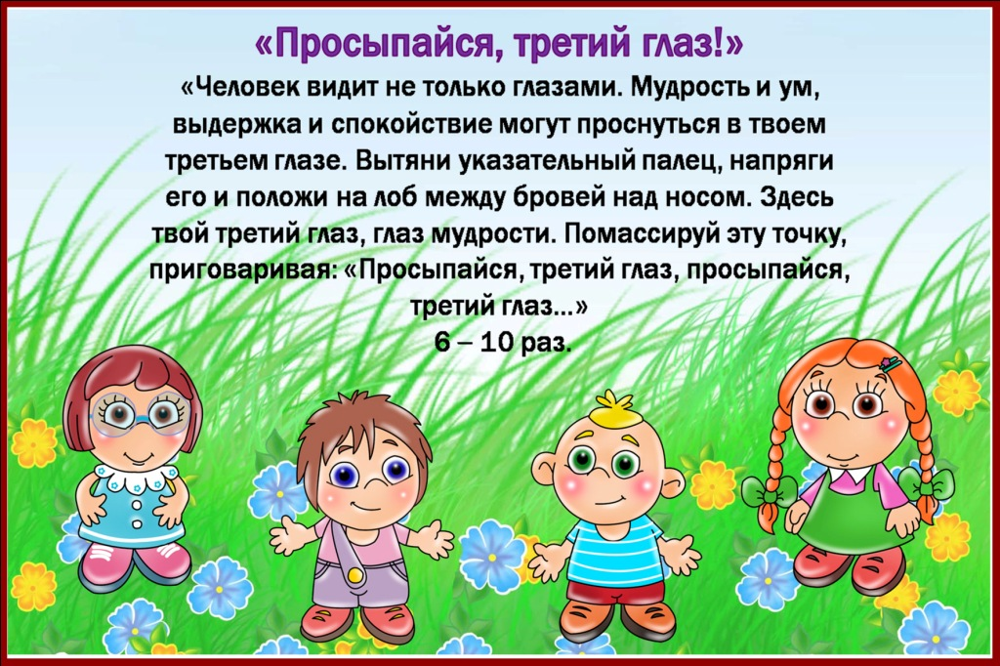 «Просыпайся, третий глаз!»
«Человек видит не только глазами. Мудрость и ум,
выдержка и спокойствие могут проснуться в твоем
третьем глазе. Вытяни указательный палец, напряги
его и положи на лоб между бровей над носом. Здесь
твой третий глаз, глаз мудрости. Помассируй эту точку,
приговаривая: «Просыпайся, третий глаз, просыпайся,
третий глаз...»
6 – 10 раз.